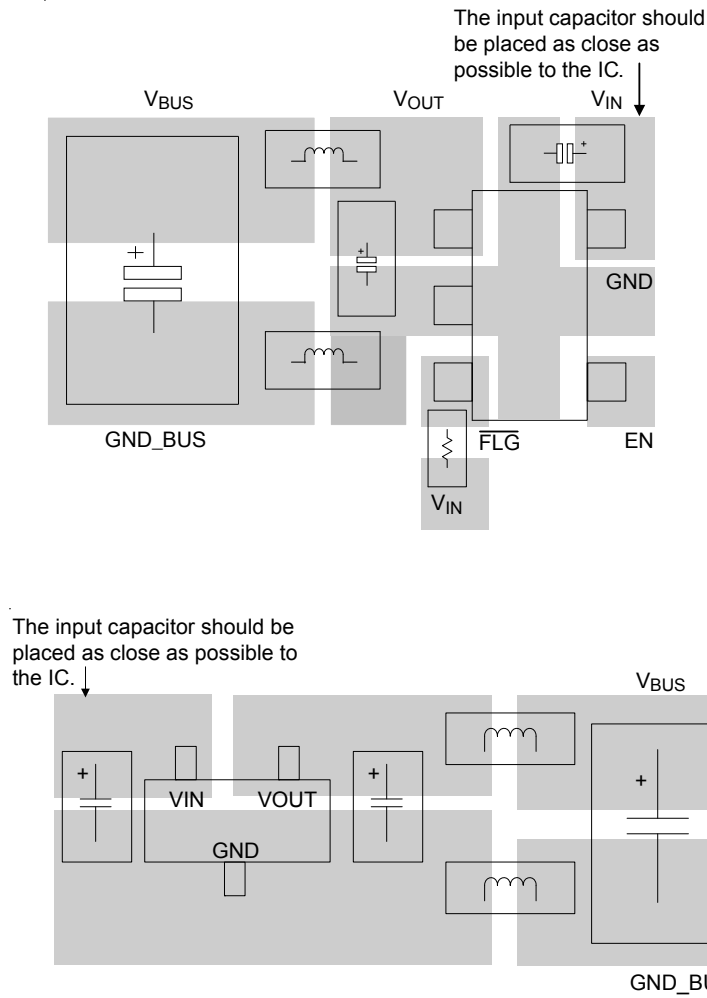 The input capacitor should
be placed as close as
possible to the IC.
VBUS
VOUT
VIN
GND
GND_BUS
FLG
EN
VIN
The input capacitor should be
placed as close as possible to
the IC.
VBUS
VIN
VOUT
GND
GND_BU